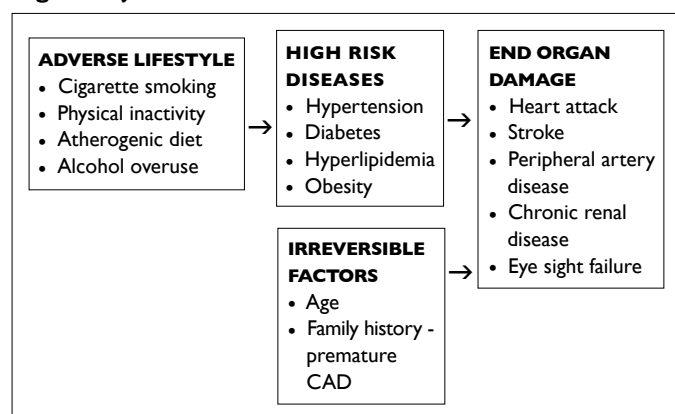 ADVERSE LIFESTYLE
• Cigarette smoking
• Physical inactivity
• Atherogenic diet
• Alcohol overuse
→
HIGH RISK
DISEASES
• Hypertension
• Diabetes
• Hyperlipidemia
• Obesity
→
IRREVERSIBLE
FACTORS
• Age
• Family history -
premature
CAD
→
END ORGAN
DAMAGE
• Heart attack
• Stroke
• Peripheral artery
disease
• Chronic renal
disease
• Eye sight failure